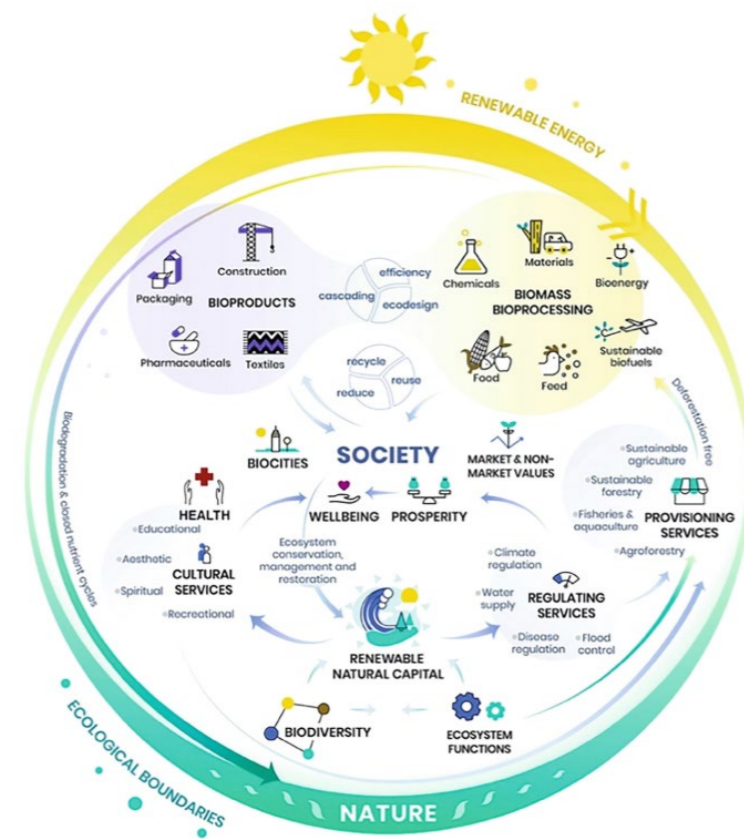 RENEWABLE ENERGY
Construction
Packaging
BIOPRODUCTS
Pharmaceuticals
Textiles
efficiency
cascading
ecodesign
Chemicals
Materials
Bioenergy
BIOMASS
BIOPROCESSING
Food
Feed
Sustainable
biofuels
recycle
reduce
reuse
Deforestation free
Biodegradation & closed nutrient cycles
BIOCITIES
SOCIETY
MARKET & NON-
MARKET VALUES
HEALTH
WELLBEING
PROSPERITY
Sustainable
agriculture
Sustainable
forestry
Fisheries &
aquaculture
Agroforestry
PROVISIONING
SERVICES
Educational
Aesthetic
Spiritual
Recreational
CULTURAL
SERVICES
Ecosystem
conservation,
management and
restoration
Climate
regulation
Water
supply
Disease
regulation
Flood
control
REGULATING
SERVICES
RENEWABLE
NATURAL CAPITAL
BIODIVERSITY
ECOSYSTEM
FUNCTIONS
ECOLOGICAL BOUNDARIES
NATURE